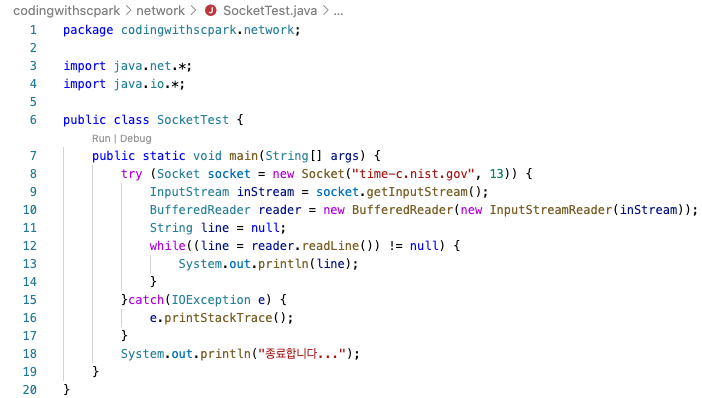 codingwithscpark > network > J SocketTest.java > ...
1 package codingwithscpark.network;
2
3 import java.net.*;
4 import java.io.*;
5
6 public class SocketTest {
Run | Debug
7     public static void main(String[] args) {
8         try (Socket socket = new Socket("time-c.nist.gov", 13)) {
9             InputStream inStream = socket.getInputStream();
10             BufferedReader reader = new BufferedReader(new InputStreamReader(inStream));
11             String line = null;
12             while((line = reader.readLine()) != null) {
13                 System.out.println(line);
14             }
15         }catch(IOException e) {
16             e.printStackTrace();
17         }
18         System.out.println("종료합니다...");
19     }
20 }